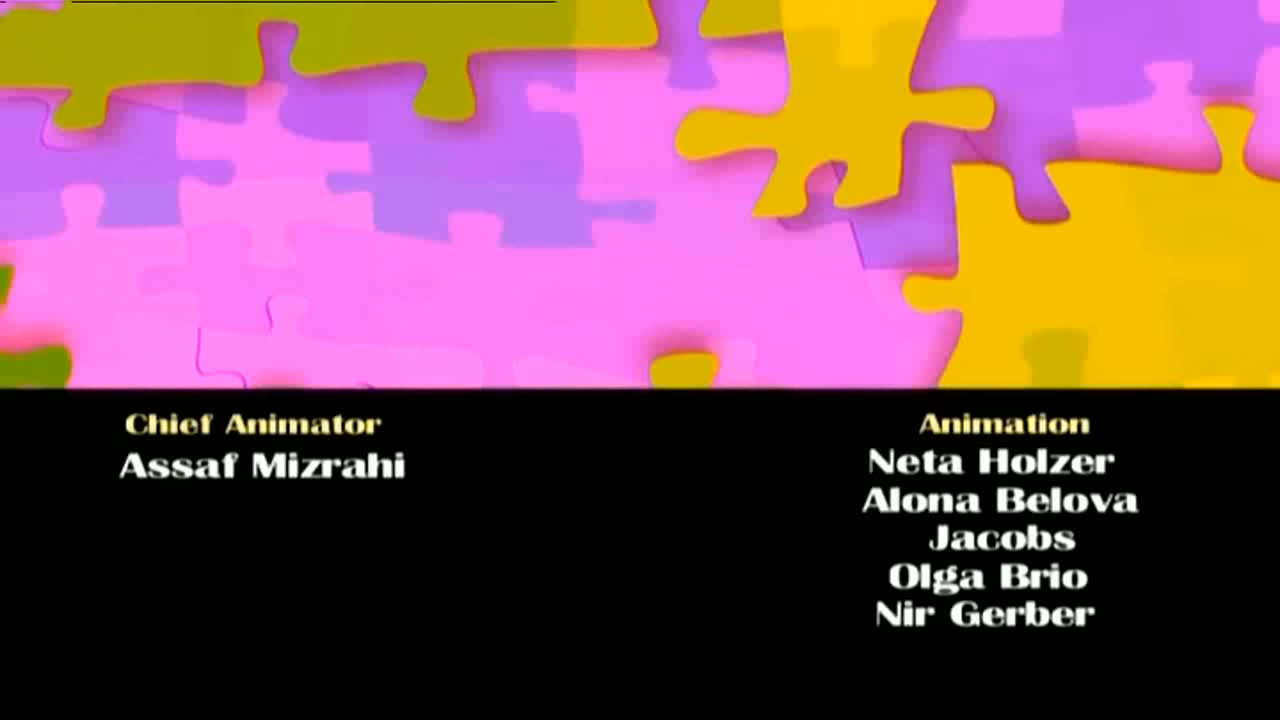 Chief Animator
Assaf Mizrahi
Animation
Neta Holzer
Alona Belova
Jacobs
Olga Brio
Nir Gerber